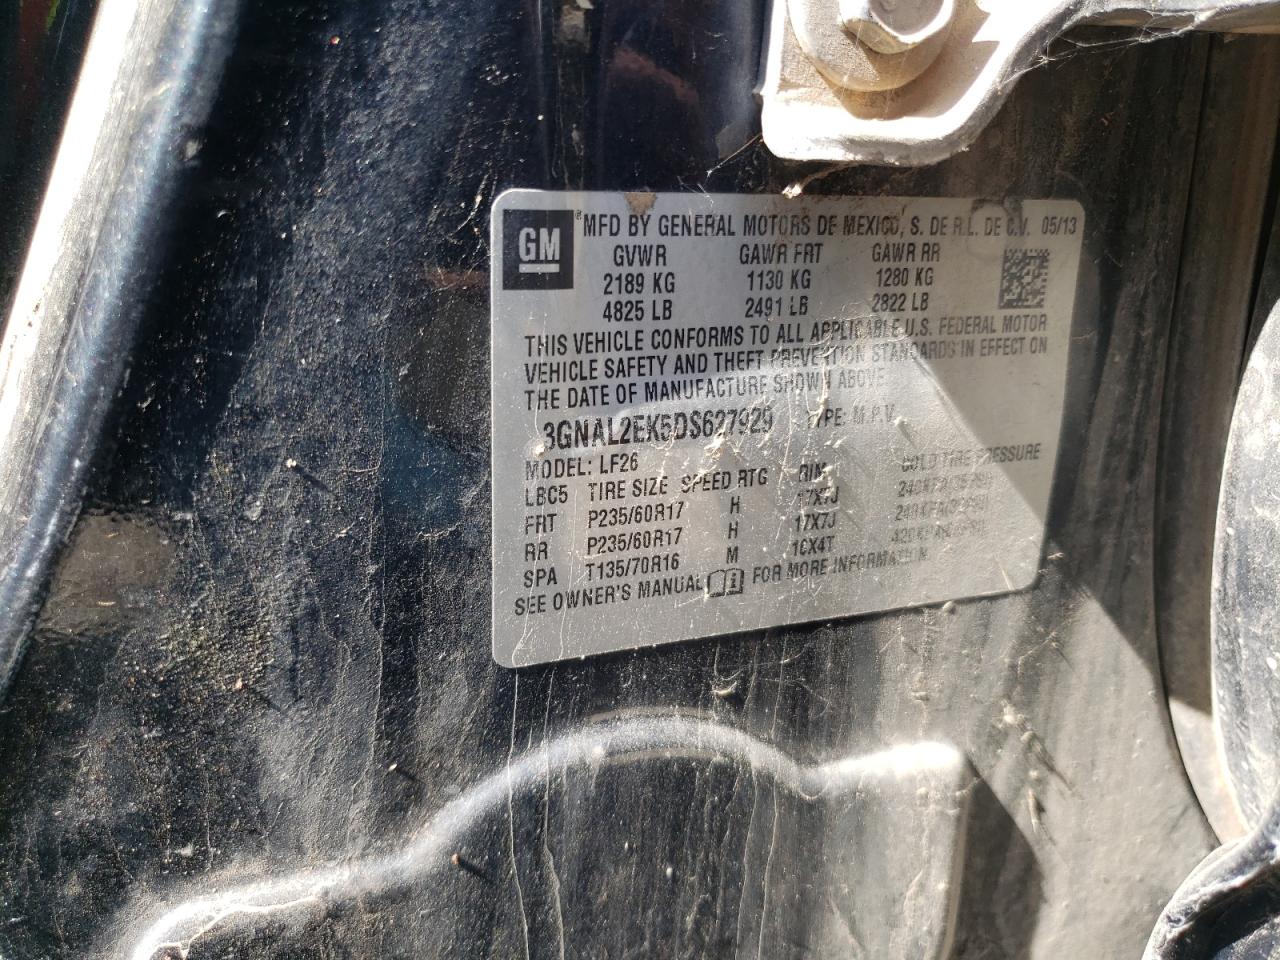 GM ® MFD BY GENERAL MOTORS DE MEXICO, S. DE R.L. DE C.V. 05/13
GVWR GAWR FRT GAWR RR
2189 KG 1130 KG 1280 KG
4825 LB 2491 LB 2822 LB
THIS VEHICLE CONFORMS TO ALL APPLICABLE U.S. FEDERAL MOTOR
VEHICLE SAFETY AND THEFT PREVENTION STANDARDS IN EFFECT ON
THE DATE OF MANUFACTURE SHOWN ABOVE
3GNAL2EK5DS627929 TYPE: M.P.V.
MODEL: LF26
LBC5 TIRE SIZE SPEED RTG RIM COLD TIRE PRESSURE
FRT P235/60R17 H 17X7J
RR P235/60R17 H 17X7J
SPA T135/70R16 M 16X4T
SEE OWNER'S MANUAL FOR MORE INFORMATION